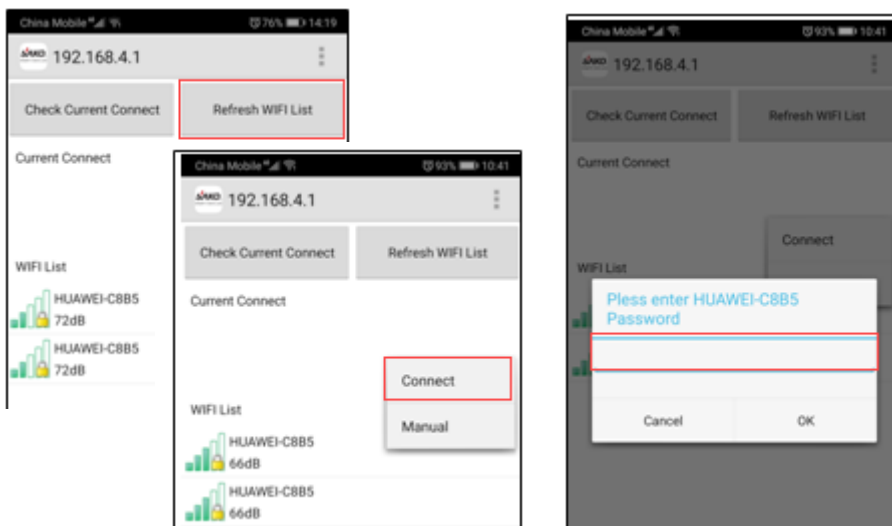 China Mobile 76% 14:19
SAKO 192.168.4.1
Check Current Connect Refresh WIFI List
Current Connect
WIFI List
HUAWEI-C8B5
72dB
HUAWEI-C8B5
72dB
China Mobile 93% 10:41
SAKO 192.168.4.1
Check Current Connect Refresh WIFI List
Current Connect
Connect
Manual
WIFI List
HUAWEI-C8B5
66dB
HUAWEI-C8B5
66dB
China Mobile 93% 10:41
SAKO 192.168.4.1
Check Current Connect Refresh WIFI List
Current Connect
Connect
WIFI List
Pless enter HUAWEI-C8B5
Password
Cancel OK